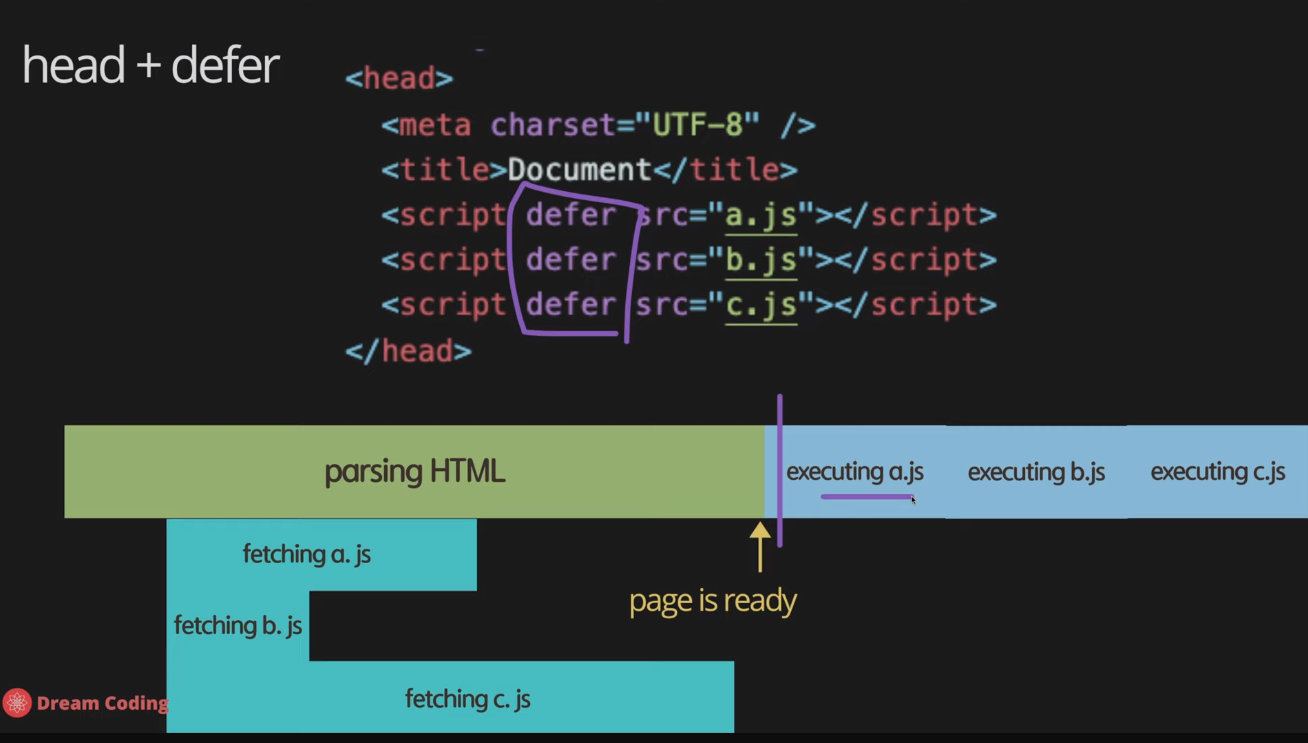 head + defer
<head>
<meta charset="UTF-8" />
<title>Document</title>
<script defer src="a.js"></script>
<script defer src="b.js"></script>
<script defer src="c.js"></script>
</head>
parsing HTML
executing a.js
executing b.js
executing c.js
fetching a. js
page is ready
fetching b. js
fetching c. js
Dream Coding